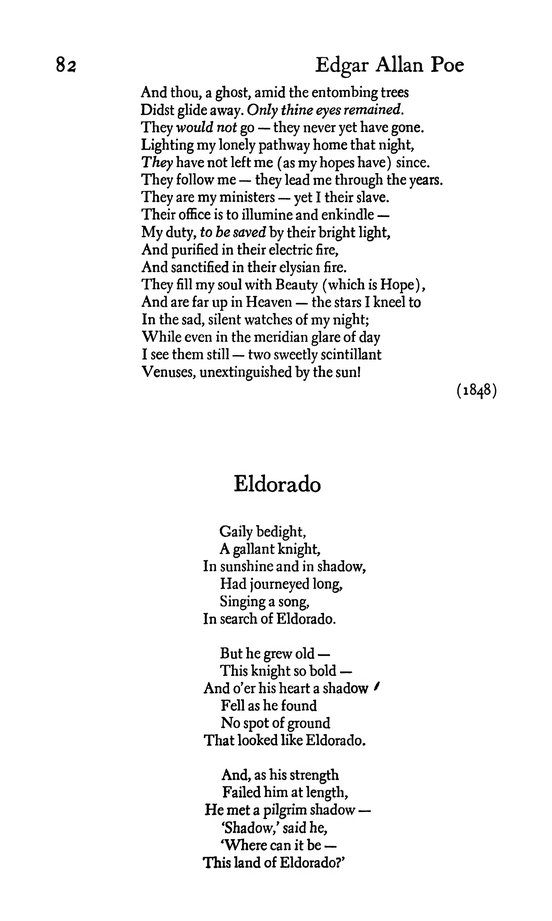 82
Edgar Allan Poe
And thou, a ghost, amid the entombing trees
Didst glide away. Only thine eyes remained.
They would not go — they never yet have gone.
Lighting my lonely pathway home that night,
They have not left me (as my hopes have) since.
They follow me — they lead me through the years.
They are my ministers — yet I their slave.
Their office is to illumine and enkindle —
My duty, to be saved by their bright light,
And purified in their electric fire,
And sanctified in their elysian fire.
They fill my soul with Beauty (which is Hope),
And are far up in Heaven — the stars I kneel to
In the sad, silent watches of my night;
While even in the meridian glare of day
I see them still — two sweetly scintillant
Venuses, unextinguished by the sun!
(1848)
Eldorado
Gaily bedight,
A gallant knight,
In sunshine and in shadow,
Had journeyed long,
Singing a song,
In search of Eldorado.
But he grew old —
This knight so bold —
And o'er his heart a shadow
Fell as he found
No spot of ground
That looked like Eldorado.
And, as his strength
Failed him at length,
He met a pilgrim shadow —
'Shadow,' said he,
'Where can it be —
This land of Eldorado?'